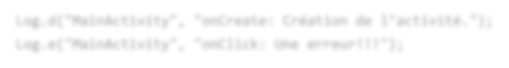 Log.d("MainActivity", "onCreate: Création de l'activité.");
Log.e("MainActivity", "onClick: Une erreur!!!");